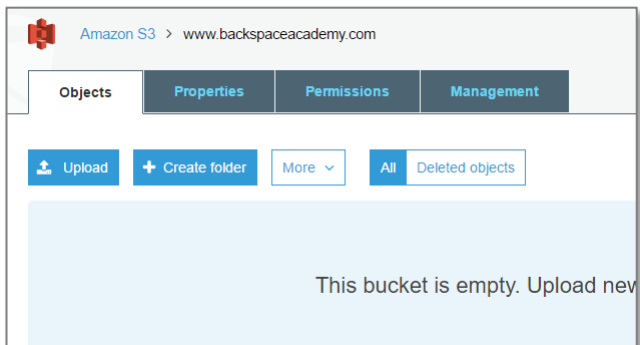 Amazon S3 > www.backspaceacademy.com
Objects Properties Permissions Management
Upload + Create folder More All Deleted objects
This bucket is empty. Upload new